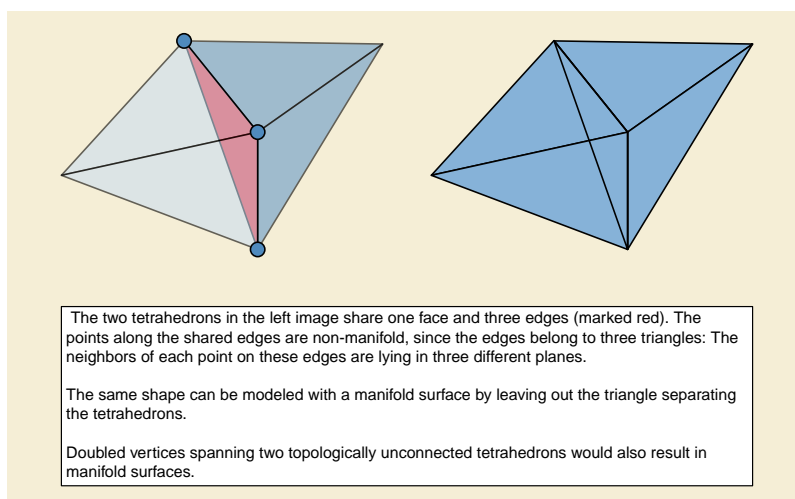 The two tetrahedrons in the left image share one face and three edges (marked red). The
points along the shared edges are non-manifold, since the edges belong to three triangles: The
neighbors of each point on these edges are lying in three different planes.
The same shape can be modeled with a manifold surface by leaving out the triangle separating
the tetrahedrons.
Doubled vertices spanning two topologically unconnected tetrahedrons would also result in
manifold surfaces.